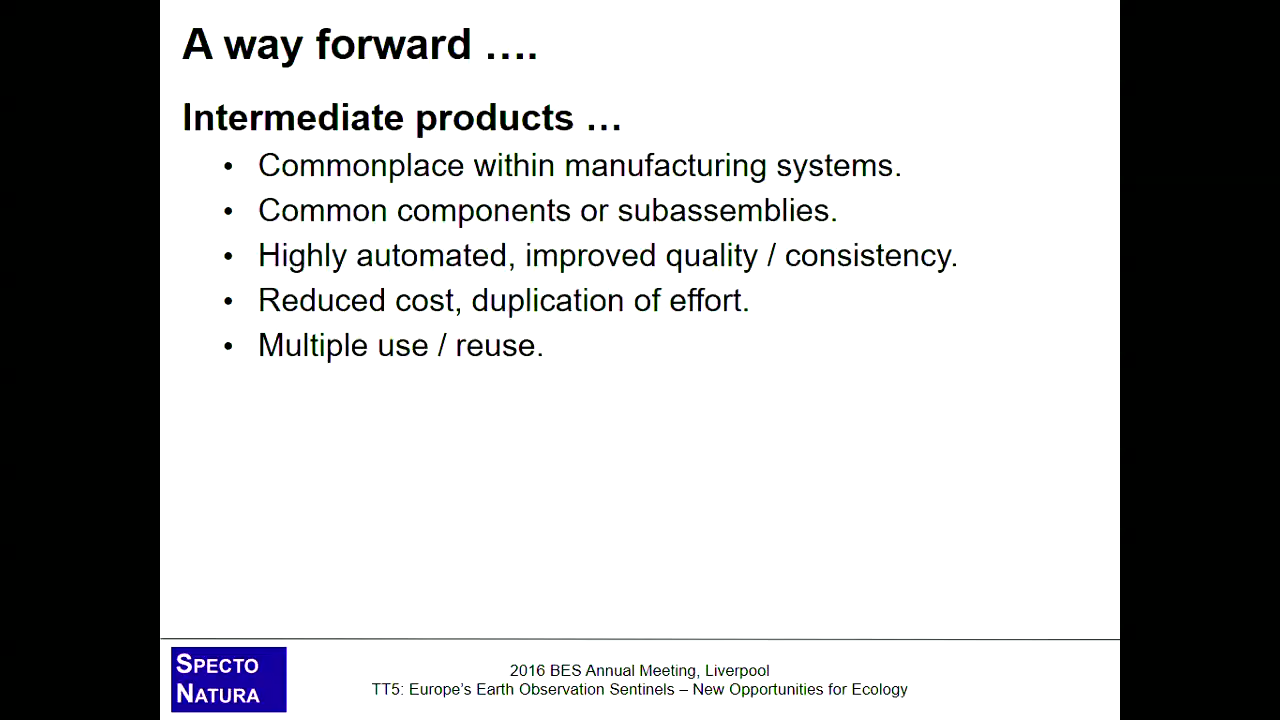 A way forward ….
Intermediate products …
• Commonplace within manufacturing systems.
• Common components or subassemblies.
• Highly automated, improved quality / consistency.
• Reduced cost, duplication of effort.
• Multiple use / reuse.
SPECTO
NATURA
2016 BES Annual Meeting, Liverpool
TT5: Europe's Earth Observation Sentinels – New Opportunities for Ecology